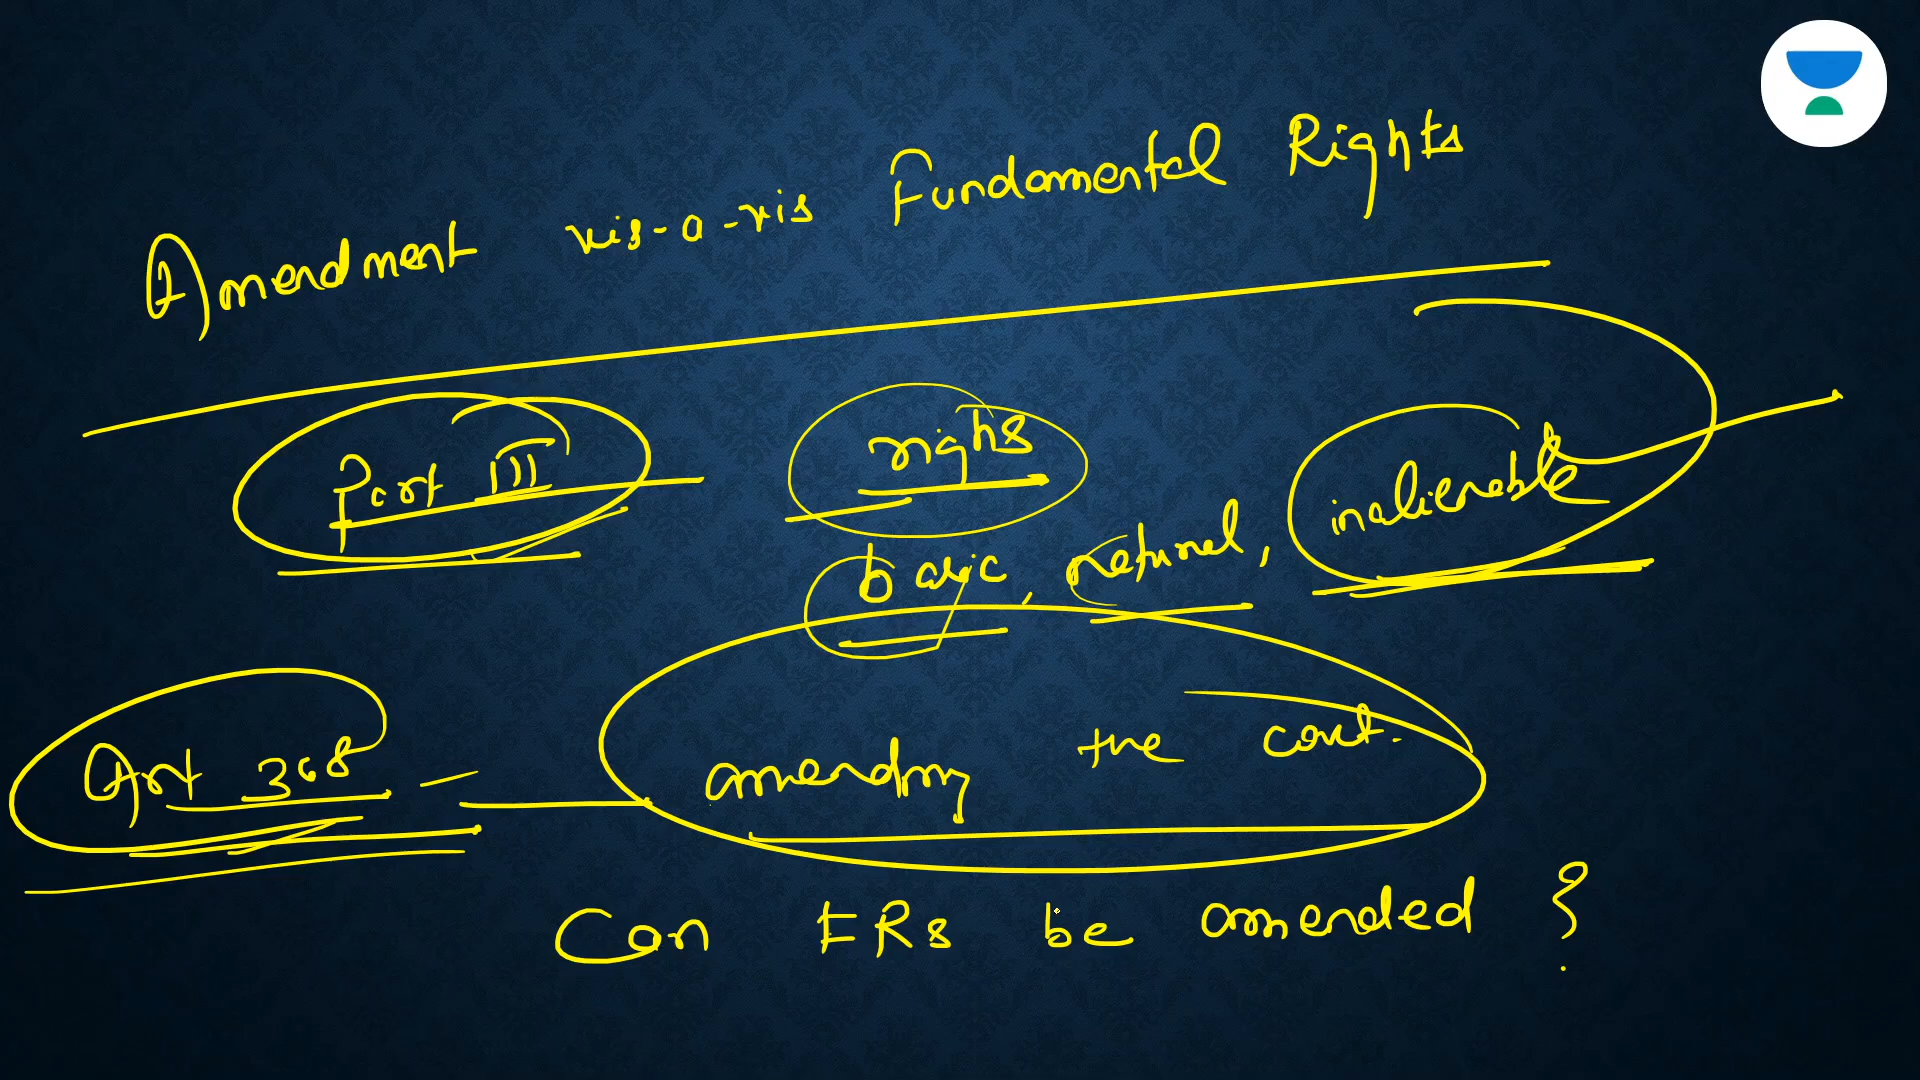 Amendment vis-a-vis Fundamental Rights
Part III rights
basic, natural, inalienable
Art 368 - amending the const.
Can FRs be amended ?